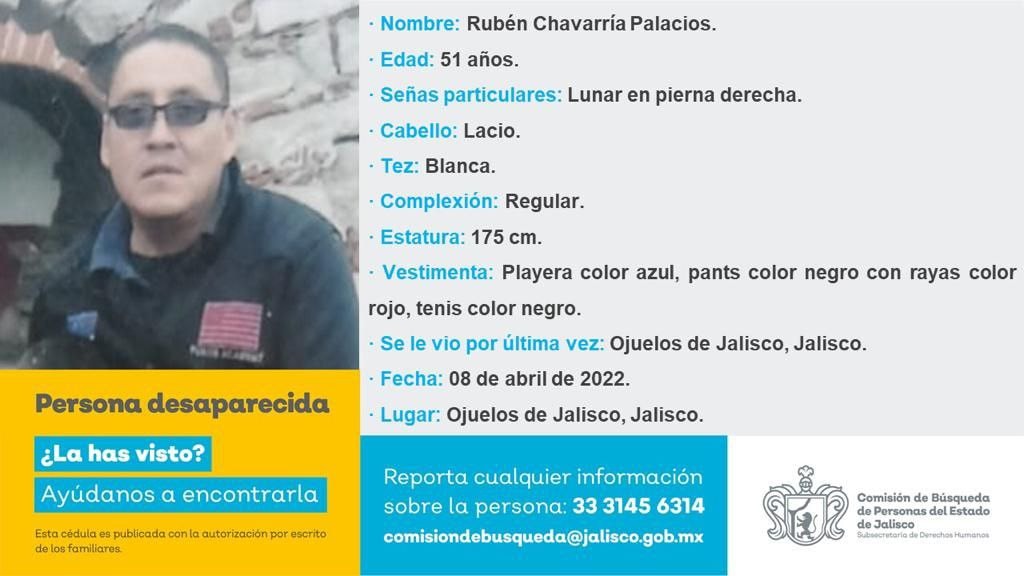 · Nombre: Rubén Chavarría Palacios.
· Edad: 51 años.
· Señas particulares: Lunar en pierna derecha.
· Cabello: Lacio.
· Tez: Blanca.
· Complexión: Regular.
· Estatura: 175 cm.
· Vestimenta: Playera color azul, pants color negro con rayas color
rojo, tenis color negro.
· Se le vio por última vez: Ojuelos de Jalisco, Jalisco.
· Fecha: 08 de abril de 2022.
· Lugar: Ojuelos de Jalisco, Jalisco.
Persona desaparecida
¿La has visto?
Ayúdanos a encontrarla
Esta cédula es publicada con la autorización por escrito
de los familiares.
Reporta cualquier información
sobre la persona: 33 3145 6314
comisiondebusqueda@jalisco.gob.mx
Comisión de Búsqueda
de Personas del Estado
de Jalisco
Subsecretaría de Derechos Humanos